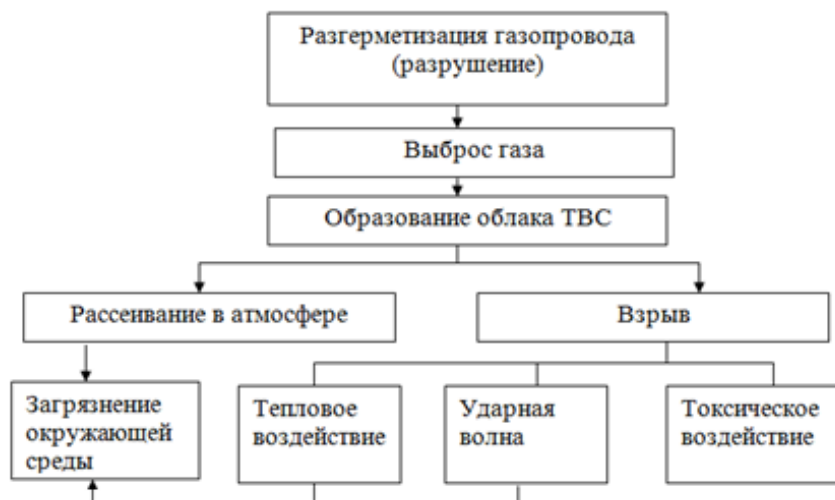 Разгерметизация газопровода
(разрушение)
Выброс газа
Образование облака ТВС
Рассеивание в атмосфере
Взрыв
Загрязнение
окружающей
среды
Тепловое
воздействие
Ударная
волна
Токсическое
воздействие